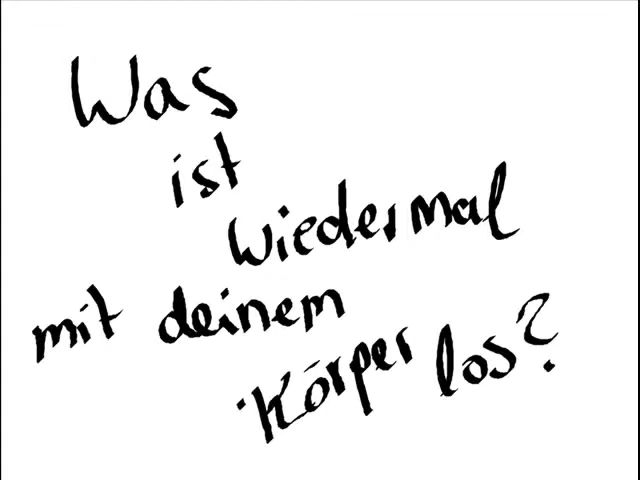 Was
ist
wiedermal
mit deinem
Körper los?